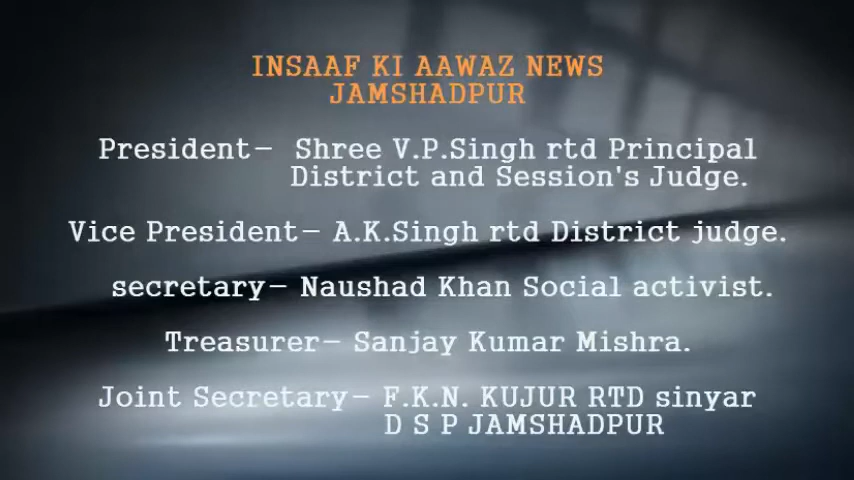 INSAAF KI AAWAZ NEWS
JAMSHADPUR
President- Shree V.P.Singh rtd Principal
District and Session's Judge.
Vice President- A.K.Singh rtd District judge.
secretary- Naushad Khan Social activist.
Treasurer- Sanjay Kumar Mishra.
Joint Secretary- F.K.N. KUJUR RTD sinyar
D S P JAMSHADPUR